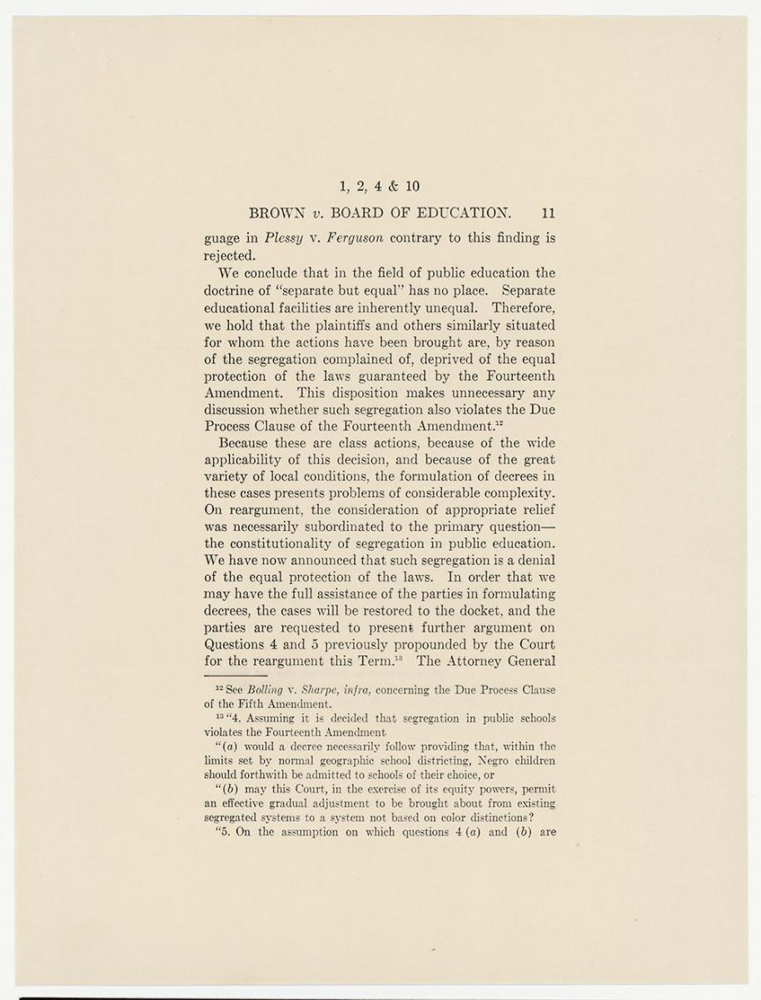 1, 2, 4 & 10
BROWN v. BOARD OF EDUCATION. 11
guage in Plessy v. Ferguson contrary to this finding is
rejected.
We conclude that in the field of public education the
doctrine of “separate but equal” has no place. Separate
educational facilities are inherently unequal. Therefore,
we hold that the plaintiffs and others similarly situated
for whom the actions have been brought are, by reason
of the segregation complained of, deprived of the equal
protection of the laws guaranteed by the Fourteenth
Amendment. This disposition makes unnecessary any
discussion whether such segregation also violates the Due
Process Clause of the Fourteenth Amendment.¹²
Because these are class actions, because of the wide
applicability of this decision, and because of the great
variety of local conditions, the formulation of decrees in
these cases presents problems of considerable complexity.
On reargument, the consideration of appropriate relief
was necessarily subordinated to the primary question—
the constitutionality of segregation in public education.
We have now announced that such segregation is a denial
of the equal protection of the laws. In order that we
may have the full assistance of the parties in formulating
decrees, the cases will be restored to the docket, and the
parties are requested to present further argument on
Questions 4 and 5 previously propounded by the Court
for the reargument this Term.¹³ The Attorney General
¹² See Bolling v. Sharpe, infra, concerning the Due Process Clause
of the Fifth Amendment.
¹³ “4. Assuming it is decided that segregation in public schools
violates the Fourteenth Amendment
“(a) would a decree necessarily follow providing that, within the
limits set by normal geographic school districting, Negro children
should forthwith be admitted to schools of their choice, or
“(b) may this Court, in the exercise of its equity powers, permit
an effective gradual adjustment to be brought about from existing
segregated systems to a system not based on color distinctions?
“5. On the assumption on which questions 4 (a) and (b) are